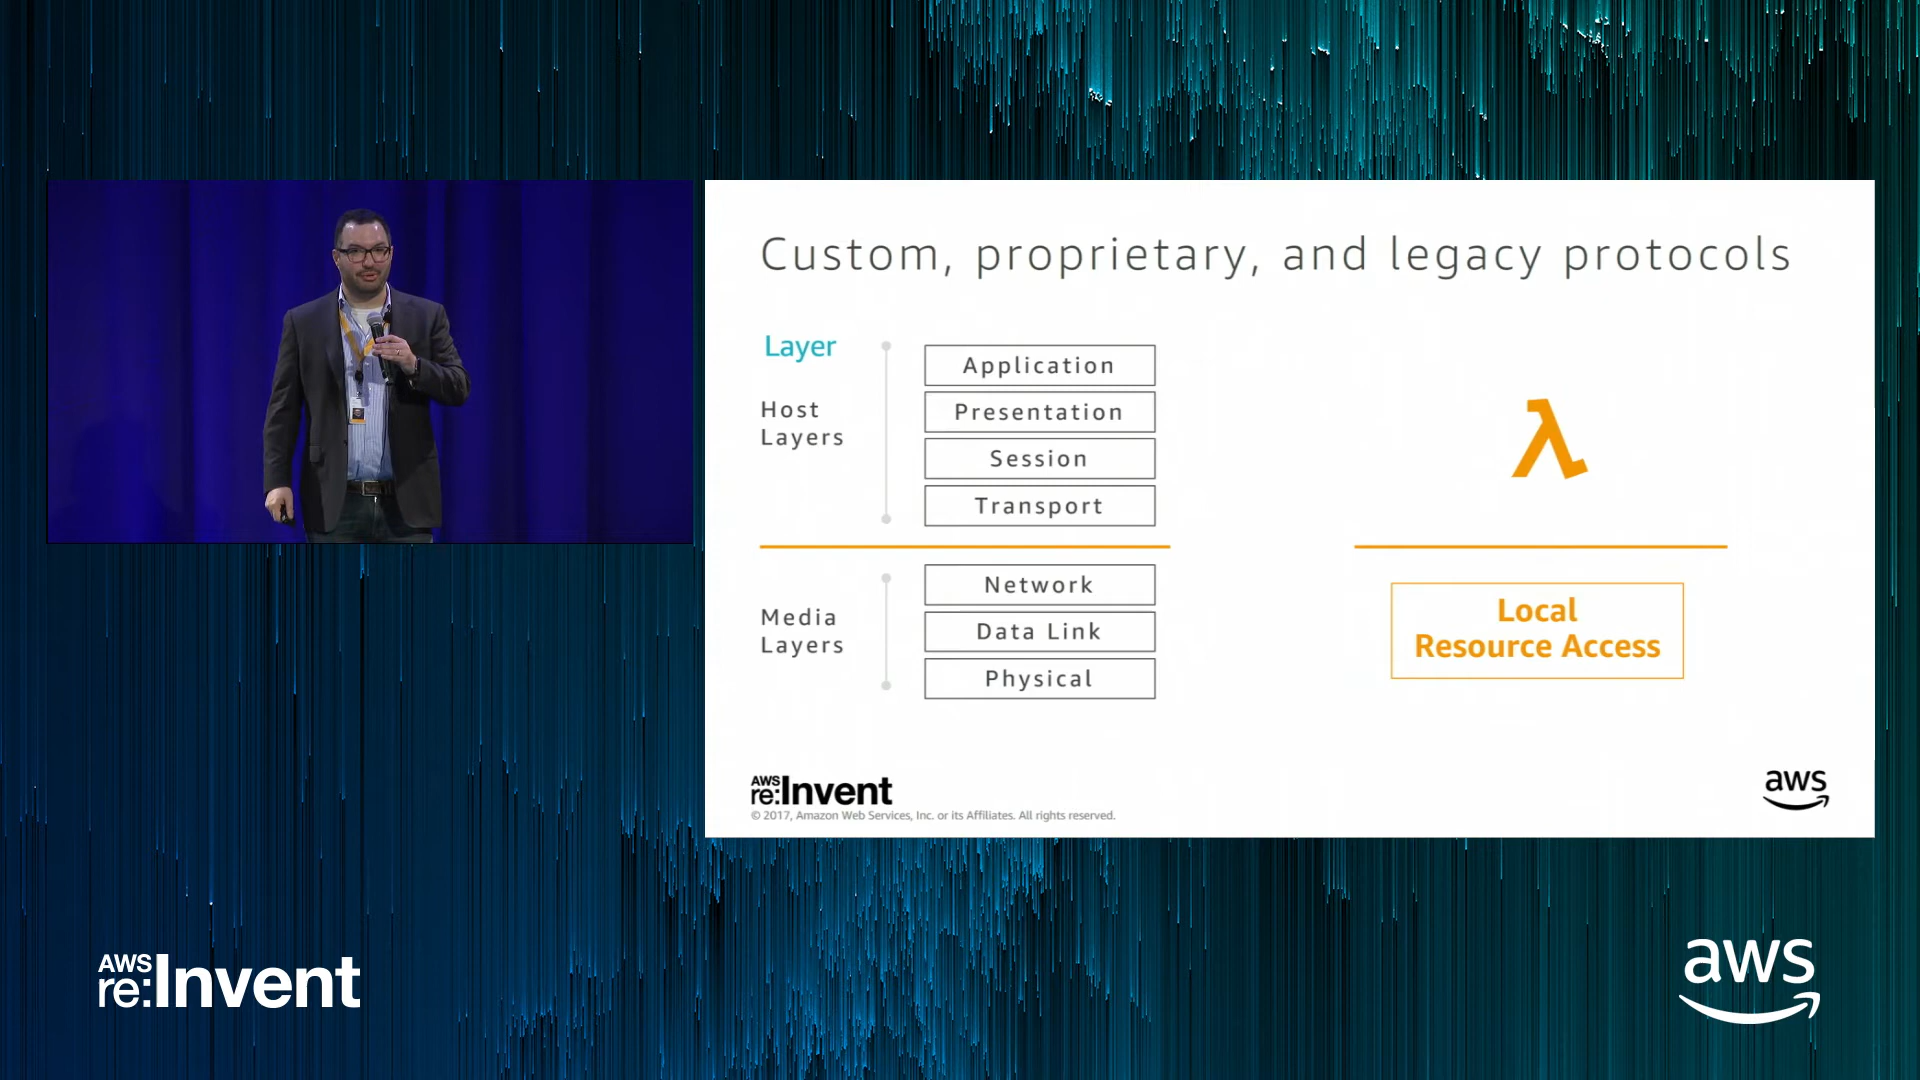 Custom, proprietary, and legacy protocols
Layer
Host
Layers
Application
Presentation
Session
Transport
Media
Layers
Network
Data Link
Physical
λ
Local
Resource Access
AWS
re:Invent
© 2017, Amazon Web Services, Inc. or its Affiliates. All rights reserved.
aws
AWS
re:Invent
aws